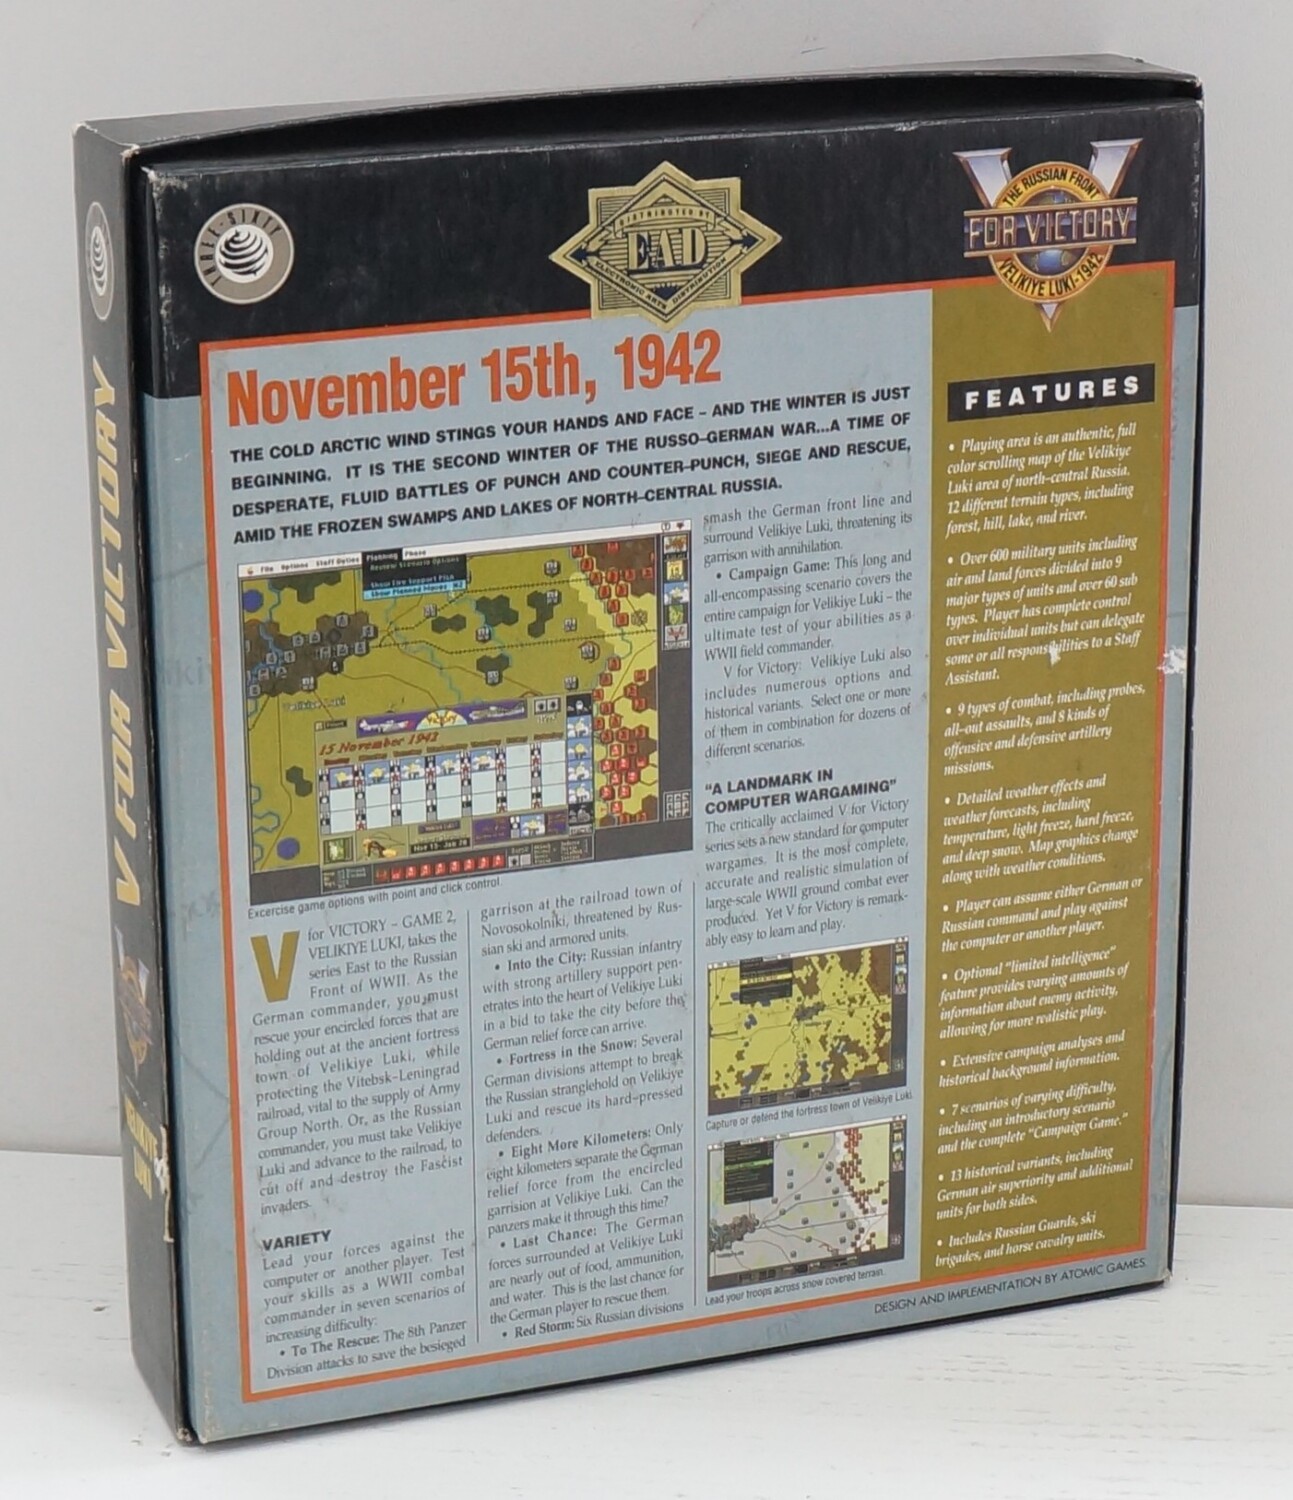 THREE-SIXTY
DISTRIBUTED BY
EAD
ELECTRONIC ARTS DISTRIBUTION
THE RUSSIAN FRONT
FOR VICTORY
VELIKIYE LUKI-1942
V FOR VICTORY
VELIKIYE
LUKI
November 15th, 1942
THE COLD ARCTIC WIND STINGS YOUR HANDS AND FACE – AND THE WINTER IS JUST
BEGINNING. IT IS THE SECOND WINTER OF THE RUSSO-GERMAN WAR...A TIME OF
DESPERATE, FLUID BATTLES OF PUNCH AND COUNTER-PUNCH, SIEGE AND RESCUE,
AMID THE FROZEN SWAMPS AND LAKES OF NORTH-CENTRAL RUSSIA.
File Options Staff Duties Planning Phase
Review Scenario Options
Show Fire Support Plan
Show Planned Moves
Velikiye Luki
15 November 1942
Nov 15- Jan 20
Excercise game options with point and click control.
V for VICTORY – GAME 2,
VELIKIYE LUKI, takes the
series East to the Russian
Front of WWII. As the
German commander, you must
rescue your encircled forces that are
holding out at the ancient fortress
town of Velikiye Luki, while
protecting the Vitebsk-Leningrad
railroad, vital to the supply of Army
Group North. Or, as the Russian
commander, you must take Velikiye
Luki and advance to the railroad, to
cut off and destroy the Fascist
invaders.
VARIETY
Lead your forces against the
computer or another player. Test
your skills as a WWII combat
commander in seven scenarios of
increasing difficulty:
• To The Rescue: The 8th Panzer
Division attacks to save the besieged
garrison at the railroad town of
Novosokolniki, threatened by Rus-
sian ski and armored units.
• Into the City: Russian infantry
with strong artillery support pen-
etrates into the heart of Velikiye Luki
in a bid to take the city before the
German relief force can arrive.
• Fortress in the Snow: Several
German divisions attempt to break
the Russian stranglehold on Velikiye
Luki and rescue its hard-pressed
defenders.
• Eight More Kilometers: Only
eight kilometers separate the German
relief force from the encircled
garrision at Velikiye Luki. Can the
panzers make it through this time?
• Last Chance: The German
forces surrounded at Velikiye Luki
are nearly out of food, ammunition,
and water. This is the last chance for
the German player to rescue them.
• Red Storm: Six Russian divisions
smash the German front line and
surround Velikiye Luki, threatening its
garrison with annihilation.
• Campaign Game: This long and
all-encompassing scenario covers the
entire campaign for Velikiye Luki – the
ultimate test of your abilities as a
WWII field commander.
V for Victory: Velikiye Luki also
includes numerous options and
historical variants. Select one or more
of them in combination for dozens of
different scenarios.
"A LANDMARK IN
COMPUTER WARGAMING"
The critically acclaimed V for Victory
series sets a new standard for computer
wargames. It is the most complete,
accurate and realistic simulation of
large-scale WWII ground combat ever
produced. Yet V for Victory is remark-
ably easy to learn and play.
Capture or defend the fortress town of Velikiye Luki.
Lead your troops across snow covered terrain.
FEATURES
• Playing area is an authentic, full
color scrolling map of the Velikiye
Luki area of north-central Russia.
12 different terrain types, including
forest, hill, lake, and river.
• Over 600 military units including
air and land forces divided into 9
major types of units and over 60 sub
types. Player has complete control
over individual units but can delegate
some or all responsibilities to a Staff
Assistant.
• 9 types of combat, including probes,
all-out assaults, and 8 kinds of
offensive and defensive artillery
missions.
• Detailed weather effects and
weather forecasts, including
temperature, light freeze, hard freeze,
and deep snow. Map graphics change
along with weather conditions.
• Player can assume either German or
Russian command and play against
the computer or another player.
• Optional "limited intelligence"
feature provides varying amounts of
information about enemy activity,
allowing for more realistic play.
• Extensive campaign analyses and
historical background information.
• 7 scenarios of varying difficulty,
including an introductory scenario
and the complete "Campaign Game."
• 13 historical variants, including
German air superiority and additional
units for both sides.
• Includes Russian Guards, ski
brigades, and horse cavalry units.
DESIGN AND IMPLEMENTATION BY ATOMIC GAMES.